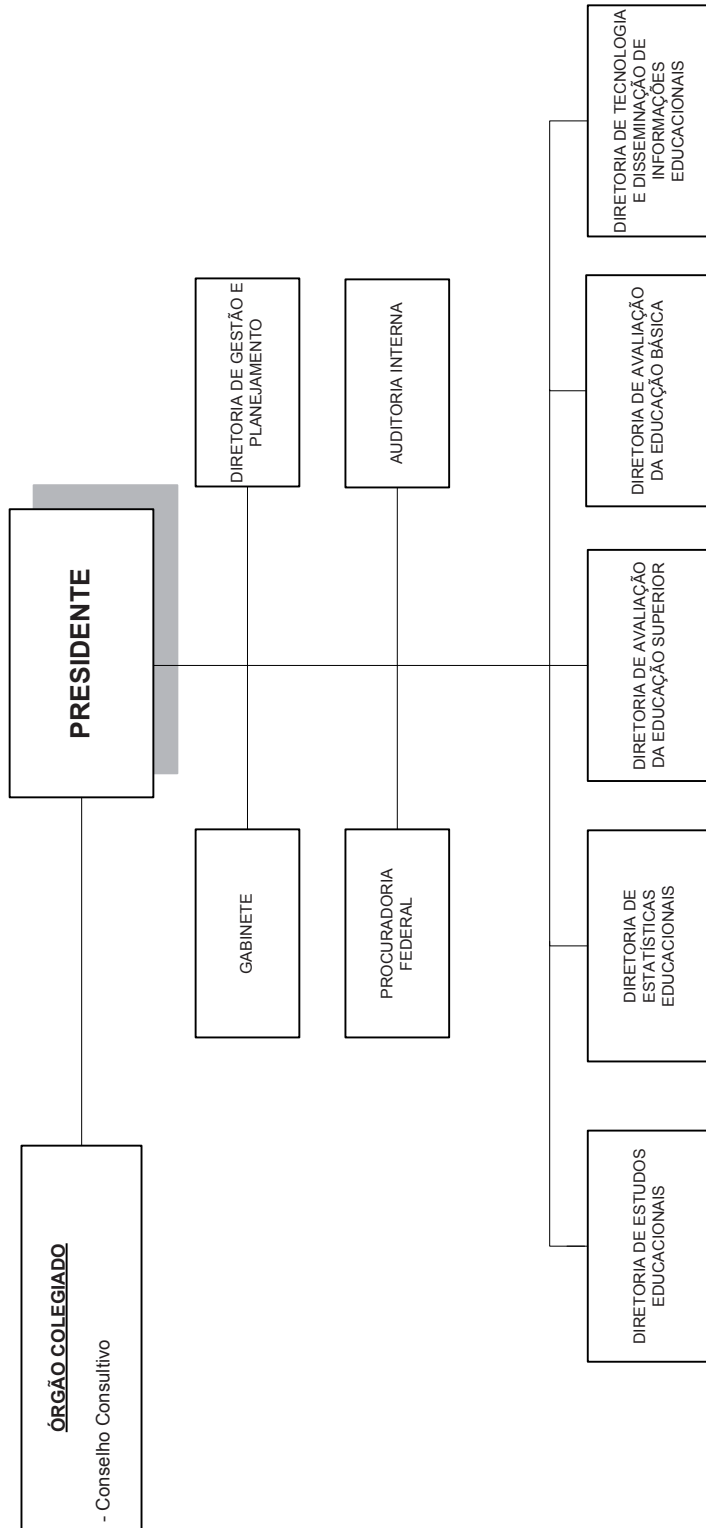 ÓRGÃO COLEGIADO
- Conselho Consultivo
PRESIDENTE
GABINETE
DIRETORIA DE GESTÃO E
PLANEJAMENTO
PROCURADORIA
FEDERAL
AUDITORIA INTERNA
DIRETORIA DE ESTUDOS
EDUCACIONAIS
DIRETORIA DE
ESTATÍSTICAS
EDUCACIONAIS
DIRETORIA DE AVALIAÇÃO
DA EDUCAÇÃO SUPERIOR
DIRETORIA DE AVALIAÇÃO
DA EDUCAÇÃO BÁSICA
DIRETORIA DE TECNOLOGIA
E DISSEMINAÇÃO DE
INFORMAÇÕES
EDUCACIONAIS